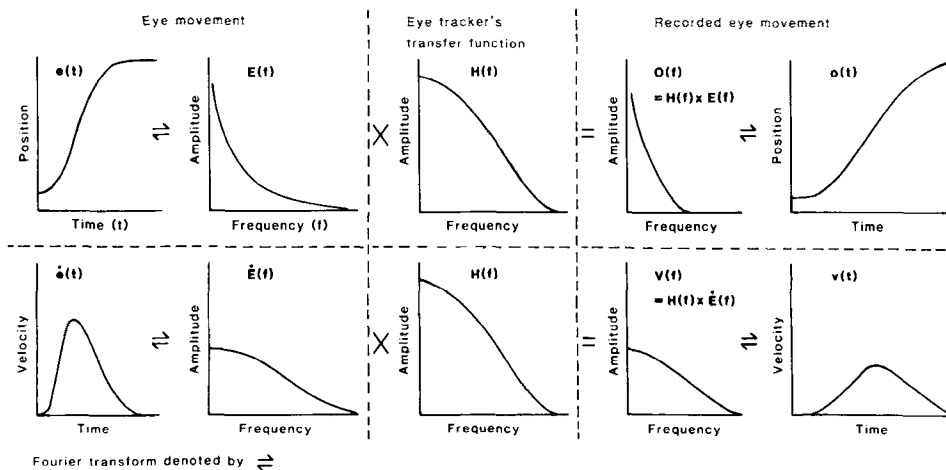 Eye movement
Eye tracker's
transfer function
Recorded eye movement
e(t)
Position
Time (t)
⇌
E(f)
Amplitude
Frequency (f)
×
H(f)
Amplitude
Frequency
=
O(f)
= H(f) x E(f)
Amplitude
Frequency
⇌
o(t)
Position
Time
ė(t)
Velocity
Time
⇌
Ė(f)
Amplitude
Frequency
×
H(f)
Amplitude
Frequency
=
V(f)
= H(f) x Ė(f)
Amplitude
Frequency
⇌
v(t)
Velocity
Time
Fourier transform denoted by ⇌